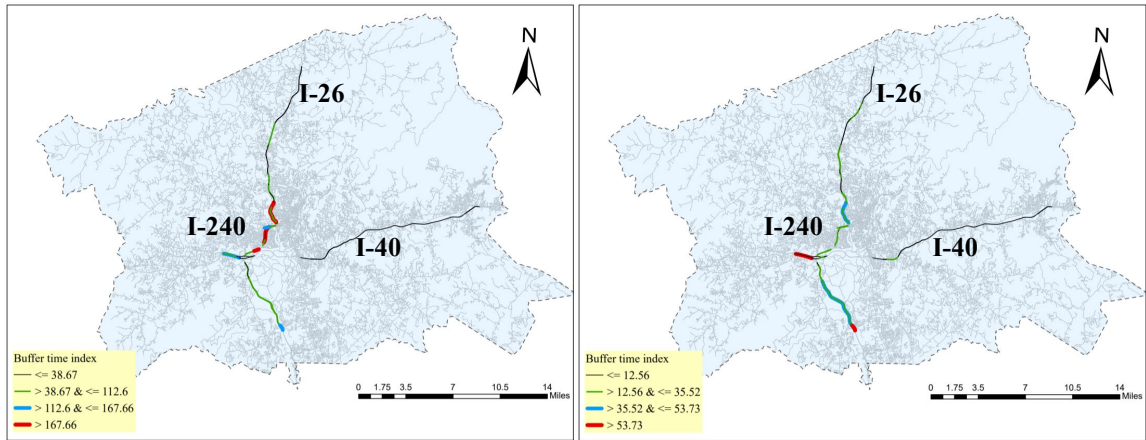 N
I-26
I-240
I-40
Buffer time index
<= 38.67
> 38.67 & <= 112.6
> 112.6 & <= 167.66
> 167.66
0 1.75 3.5 7 10.5 14
Miles
N
I-26
I-240
I-40
Buffer time index
<= 12.56
> 12.56 & <= 35.52
> 35.52 & <= 53.73
> 53.73
0 1.75 3.5 7 10.5 14
Miles